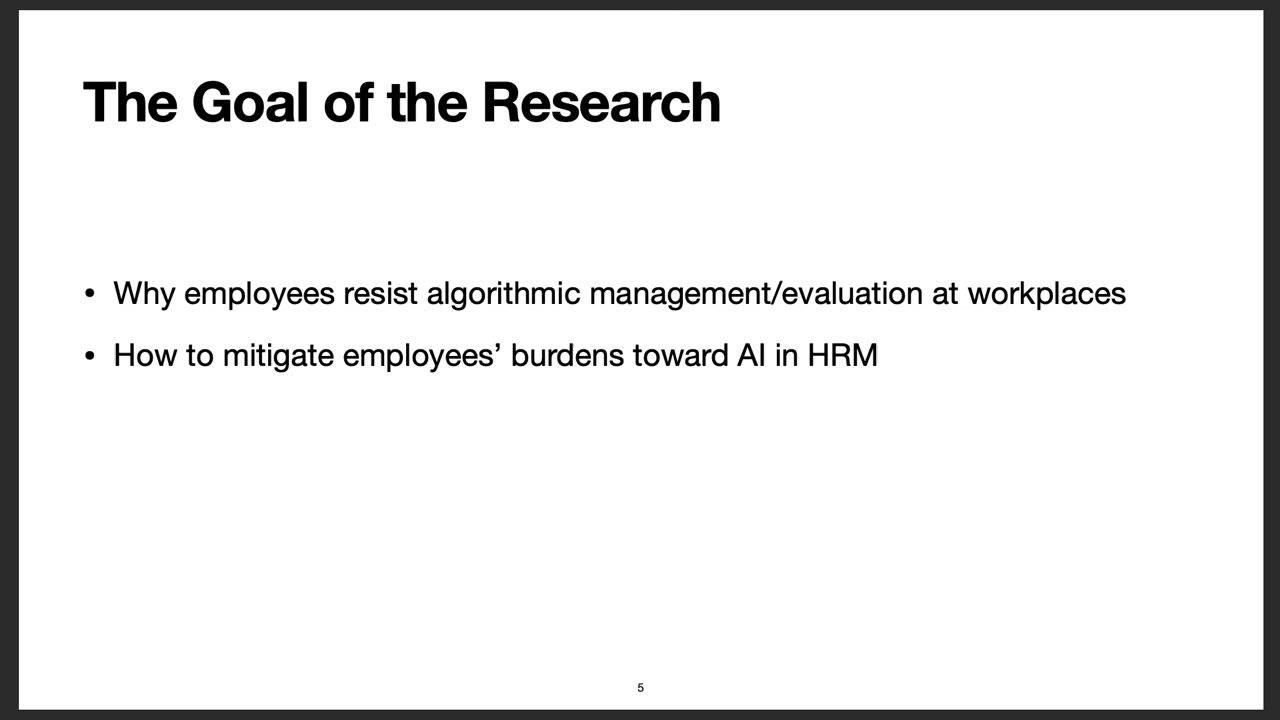 The Goal of the Research
• Why employees resist algorithmic management/evaluation at workplaces
• How to mitigate employees’ burdens toward AI in HRM
5